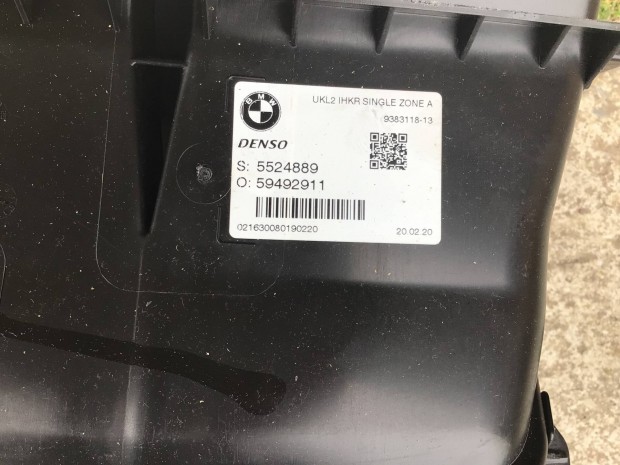 BMW
UKL2 IHKR SINGLE ZONE A
9383118-13
DENSO
S: 5524889
O: 59492911
021630080190220
20.02.20